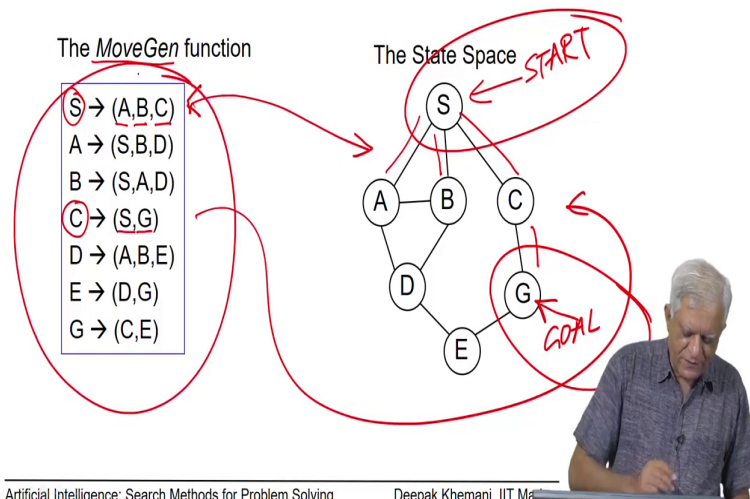 The MoveGen function
S → (A,B,C)
A → (S,B,D)
B → (S,A,D)
C → (S,G)
D → (A,B,E)
E → (D,G)
G → (C,E)
The State Space
START
S
A
B
C
D
G
GOAL
E
Artificial Intelligence: Search Methods for Problem Solving
Deepak Khemani, IIT Ma